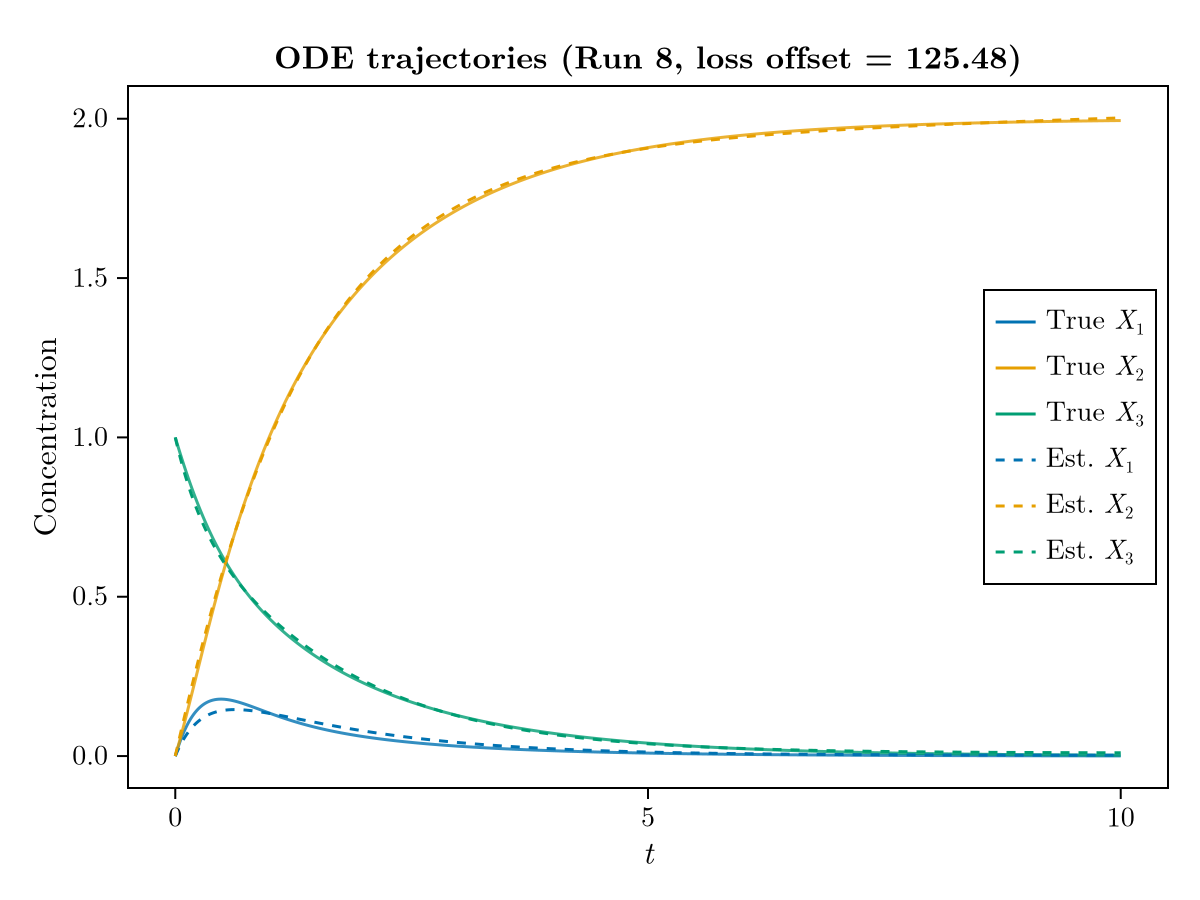 ODE trajectories (Run 8, loss offset = 125.48)
Concentration
2.0
1.5
1.0
0.5
0.0
0
5
10
t
True X₁
True X₂
True X₃
Est. X₁
Est. X₂
Est. X₃